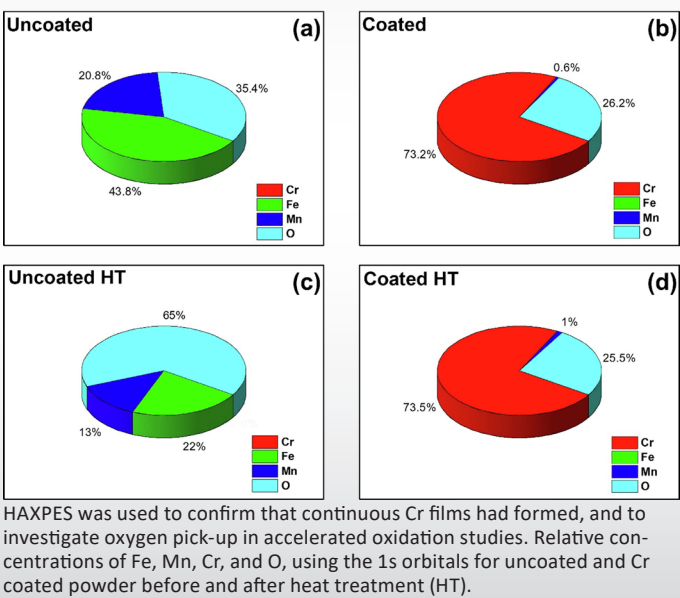 Uncoated (a)
20.8%
35.4%
43.8%
Cr
Fe
Mn
O
Coated (b)
0.6%
26.2%
73.2%
Cr
Fe
Mn
O
Uncoated HT (c)
65%
13%
22%
Cr
Fe
Mn
O
Coated HT (d)
1%
25.5%
73.5%
Cr
Fe
Mn
O
HAXPES was used to confirm that continuous Cr films had formed, and to
investigate oxygen pick-up in accelerated oxidation studies. Relative con-
centrations of Fe, Mn, Cr, and O, using the 1s orbitals for uncoated and Cr
coated powder before and after heat treatment (HT).